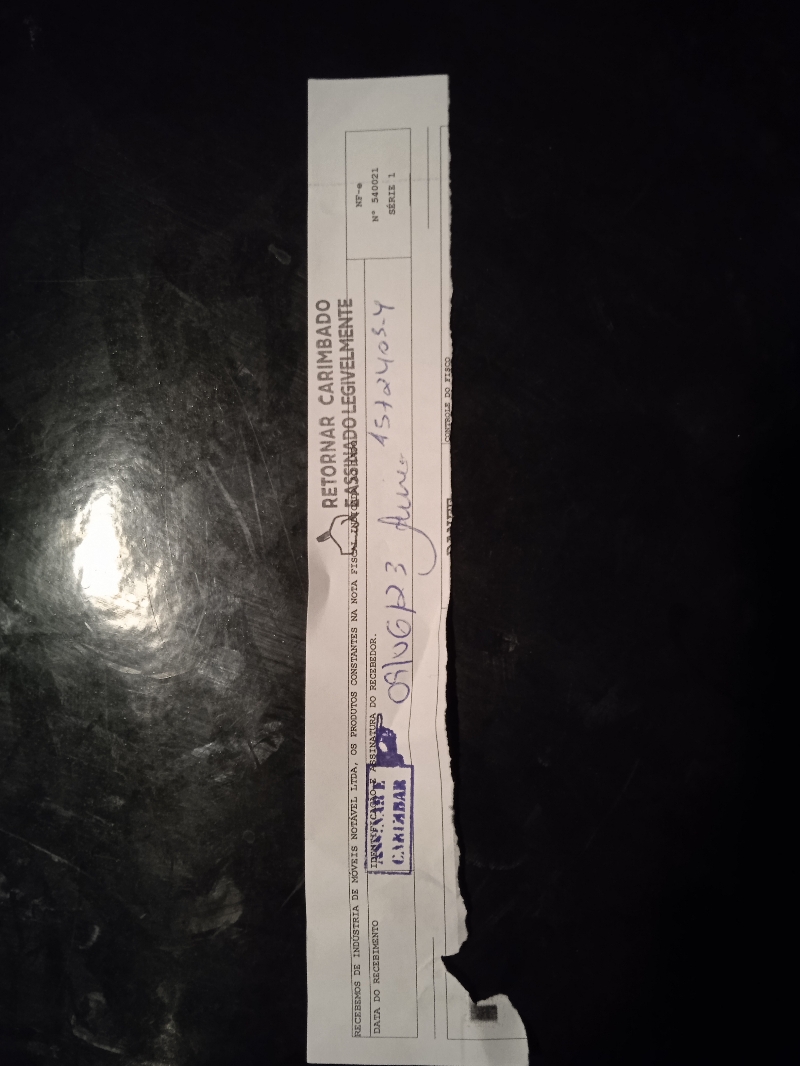 RETORNAR CARIMBADO
E ASSINADO LEGIVELMENTE
RECEBEMOS DE INDÚSTRIA DE MÓVEIS NOTÁVEL LTDA, OS PRODUTOS CONSTANTES NA NOTA FISCAL
NF-e
Nº 540021
SÉRIE 1
DATA DO RECEBIMENTO
IDENTIFICAÇÃO E ASSINATURA DO RECEBEDOR.
CARIMBAR
09/06/23
CONTROLE DO FISCO